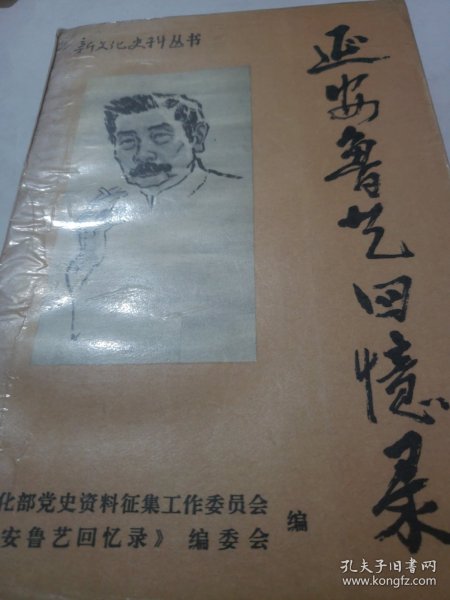 新文化史料丛书
延安鲁艺回憶录
化部党史资料征集工作委员会
安鲁艺回忆录》 编委会
编
孔夫子旧书网
www.kongfz.com